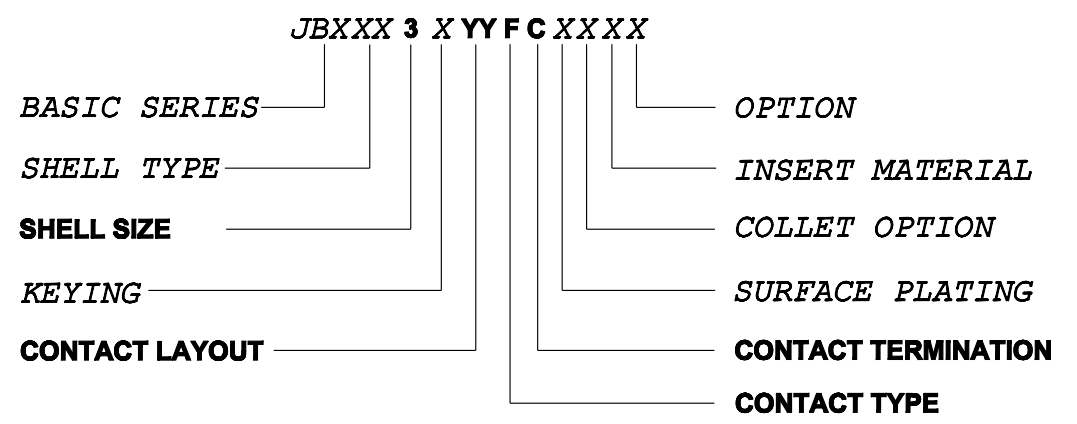 JBXXX 3 X YY F C XXXX
BASIC SERIES
OPTION
SHELL TYPE
INSERT MATERIAL
SHELL SIZE
COLLET OPTION
KEYING
SURFACE PLATING
CONTACT LAYOUT
CONTACT TERMINATION
CONTACT TYPE